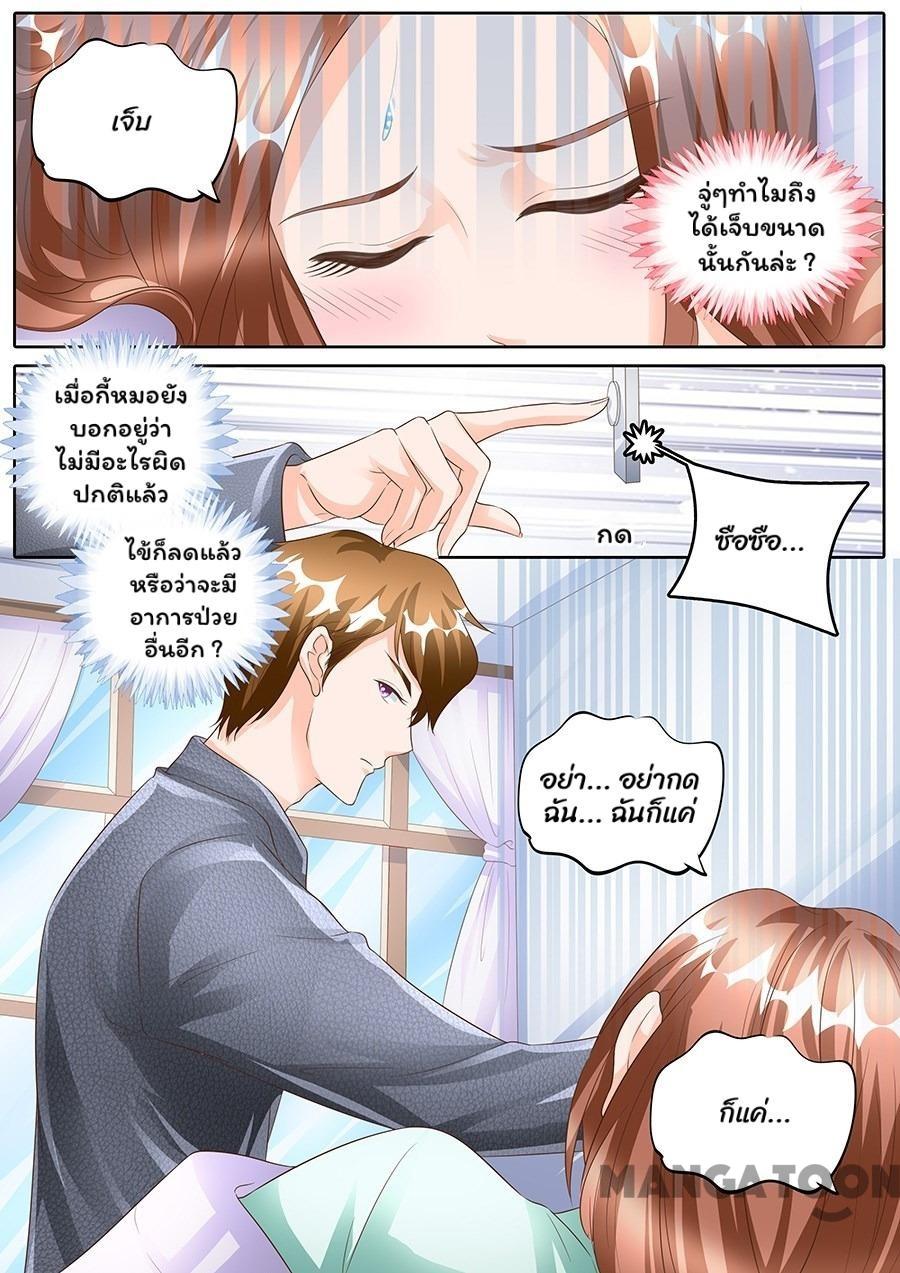 เจ็บ
จู่ๆทำไมถึง
ได้เจ็บขนาด
นั้นกันล่ะ ?
เมื่อกี้หมอยัง
บอกอยู่ว่า
ไม่มีอะไรผิด
ปกติแล้ว
ไข้ก็ลดแล้ว
หรือว่าจะมี
อาการป่วย
อื่นอีก ?
กด
ซือซือ...
อย่า... อย่ากด
ฉัน... ฉันก็แค่
ก็แค่...
MANGATOON